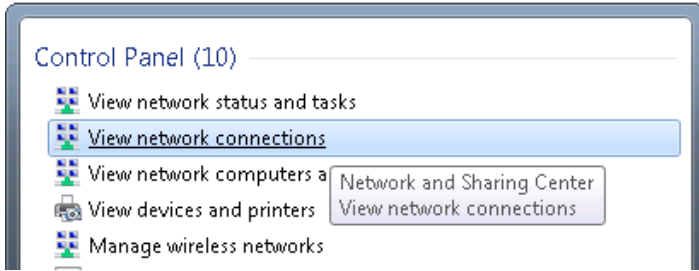 Control Panel (10)
View network status and tasks
View network connections
View network computers a
Network and Sharing Center
View network connections
View devices and printers
Manage wireless networks